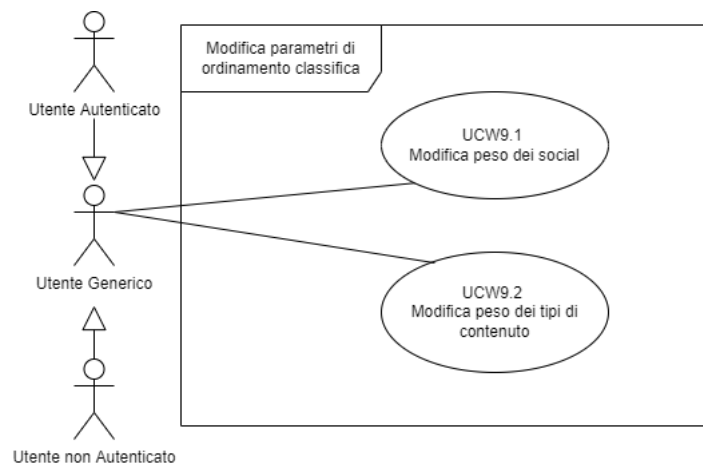 Modifica parametri di
ordinamento classifica
Utente Autenticato
UCW9.1
Modifica peso dei social
Utente Generico
UCW9.2
Modifica peso dei tipi di
contenuto
Utente non Autenticato